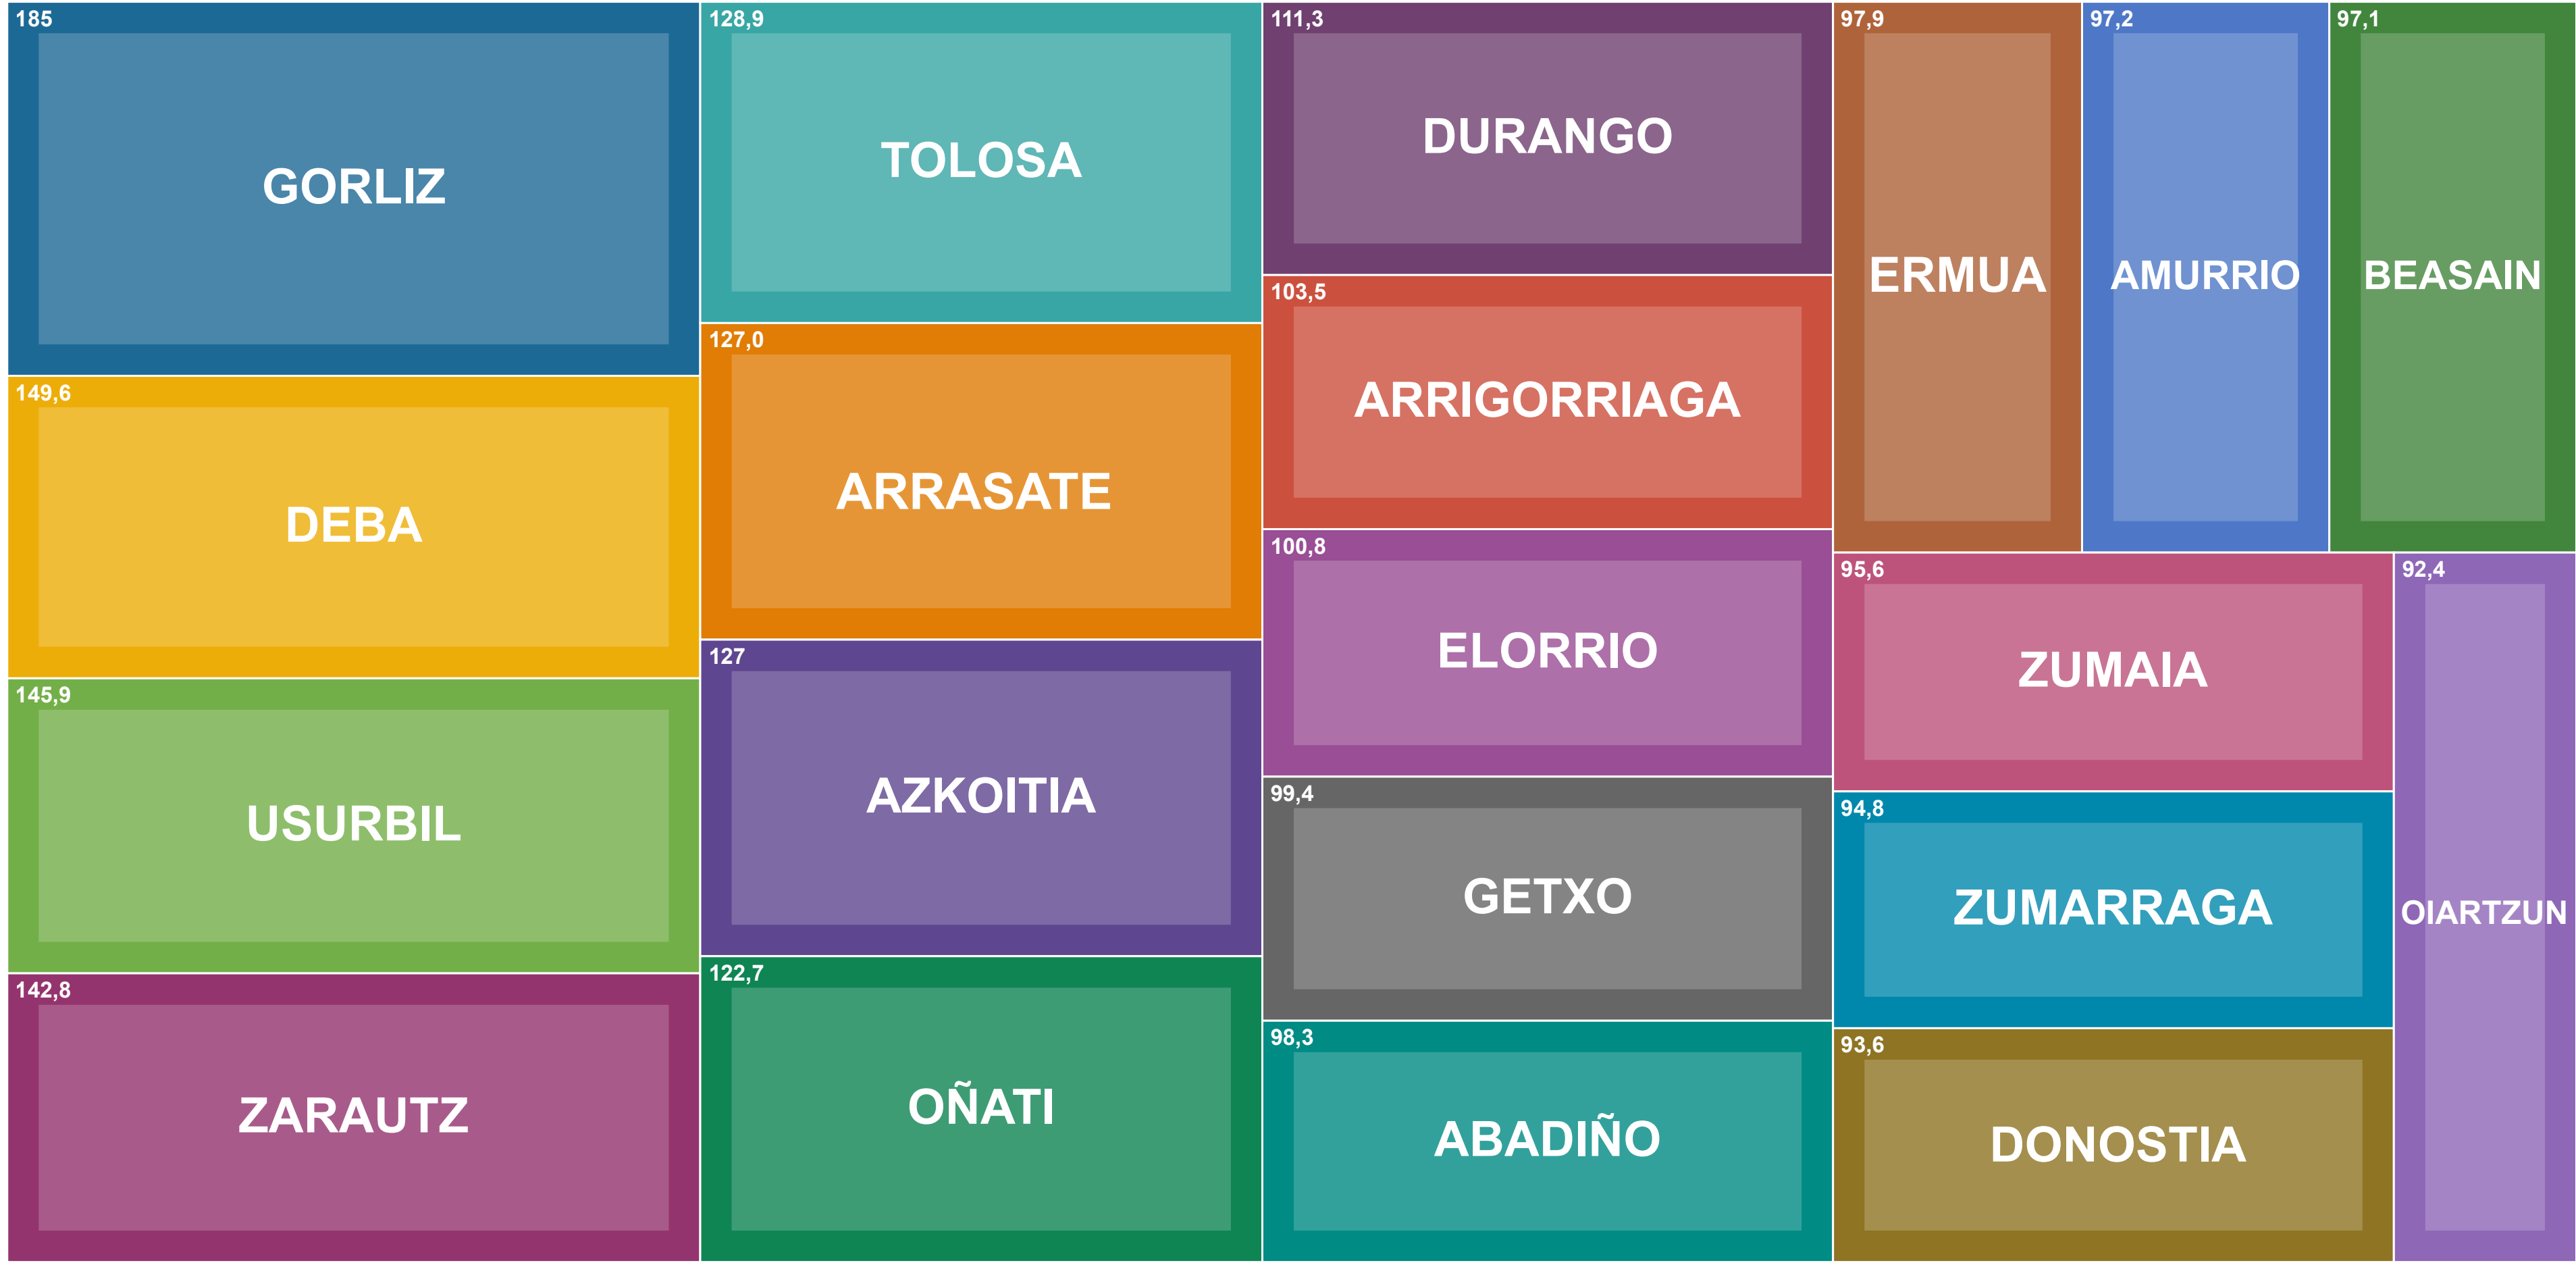 185
GORLIZ
149,6
DEBA
145,9
USURBIL
142,8
ZARAUTZ
128,9
TOLOSA
127,0
ARRASATE
127
AZKOITIA
122,7
OÑATI
111,3
DURANGO
103,5
ARRIGORRIAGA
100,8
ELORRIO
99,4
GETXO
98,3
ABADIÑO
97,9
ERMUA
97,2
AMURRIO
97,1
BEASAIN
95,6
ZUMAIA
94,8
ZUMARRAGA
93,6
DONOSTIA
92,4
OIARTZUN